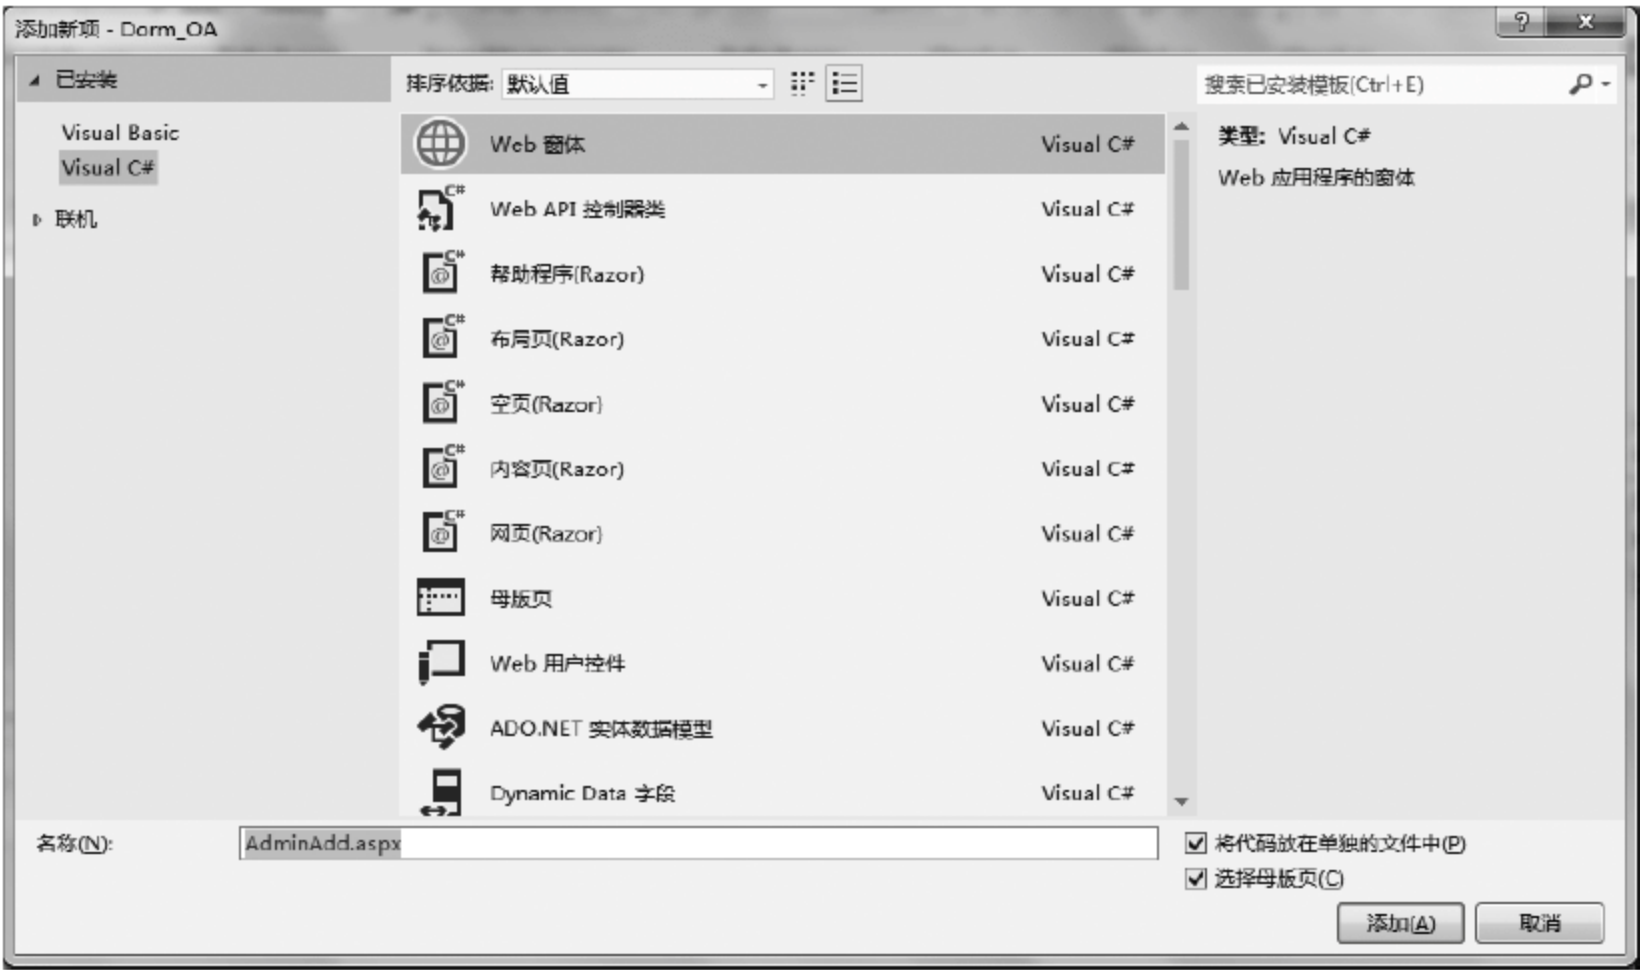 添加新项 - Dorm_OA
已安装
Visual Basic
Visual C#
联机
排序依据: 默认值
搜索已安装模板(Ctrl+E)
Web 窗体 Visual C#
Web API 控制器类 Visual C#
帮助程序(Razor) Visual C#
布局页(Razor) Visual C#
空页(Razor) Visual C#
内容页(Razor) Visual C#
网页(Razor) Visual C#
母版页 Visual C#
Web 用户控件 Visual C#
ADO.NET 实体数据模型 Visual C#
Dynamic Data 字段 Visual C#
类型: Visual C#
Web 应用程序的窗体
名称(N): AdminAdd.aspx
将代码放在单独的文件中(P)
选择母版页(C)
添加(A) 取消